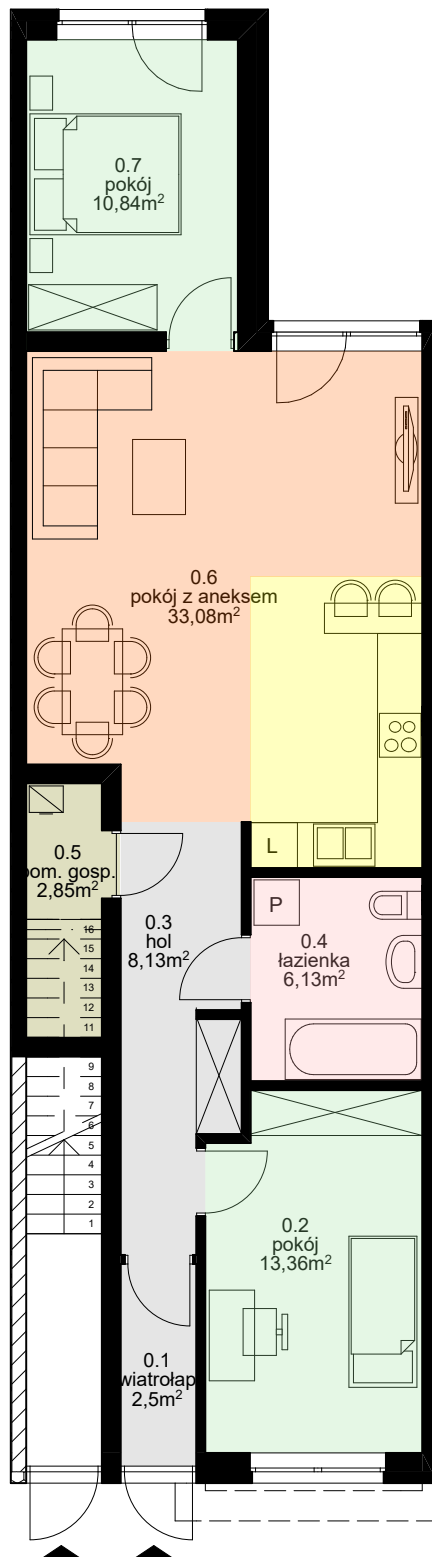 0.7
pokój
10,84m²
0.6
pokój z aneksem
33,08m²
L
0.5
pom. gosp.
2,85m²
0.3
hol
8,13m²
P
0.4
łazienka
6,13m²
16
15
14
13
12
11
9
8
7
6
5
4
3
2
1
0.2
pokój
13,36m²
0.1
wiatrołap
2,5m²